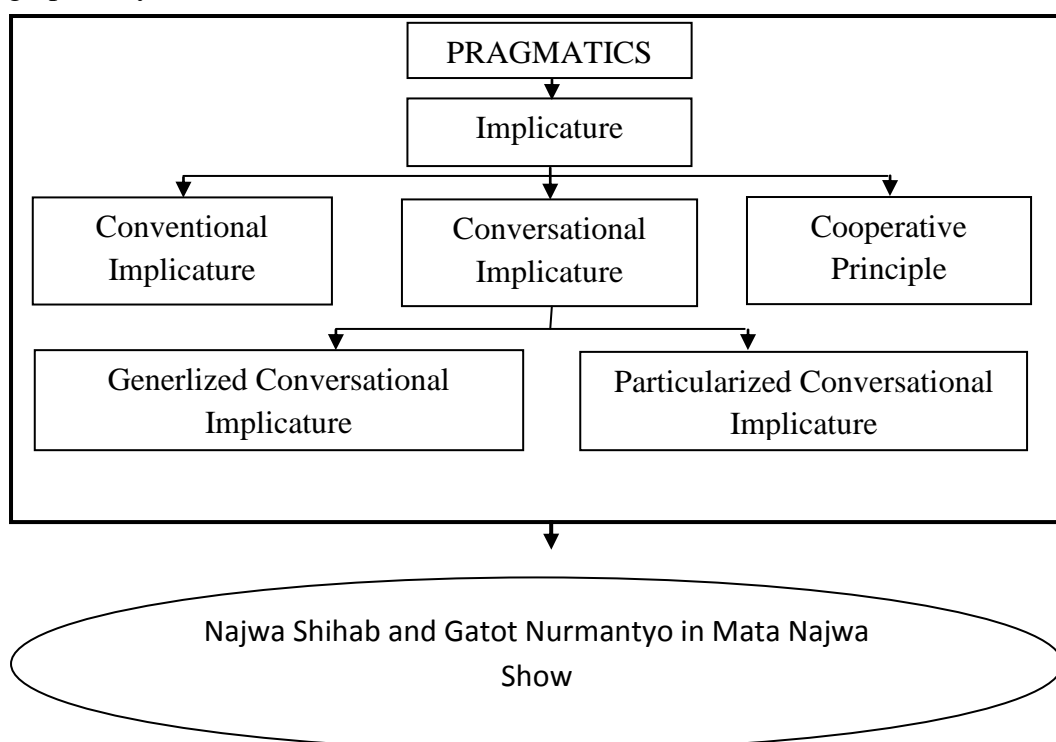 PRAGMATICS
Implicature
Conventional
Implicature
Conversational
Implicature
Cooperative
Principle
Generlized Conversational
Implicature
Particularized Conversational
Implicature
Najwa Shihab and Gatot Nurmantyo in Mata Najwa
Show